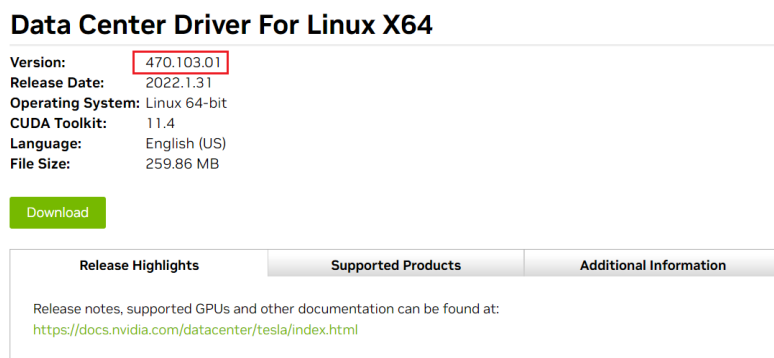 Data Center Driver For Linux X64
Version: 470.103.01
Release Date: 2022.1.31
Operating System: Linux 64-bit
CUDA Toolkit: 11.4
Language: English (US)
File Size: 259.86 MB
Download
Release Highlights Supported Products Additional Information
Release notes, supported GPUs and other documentation can be found at:
https://docs.nvidia.com/datacenter/tesla/index.html